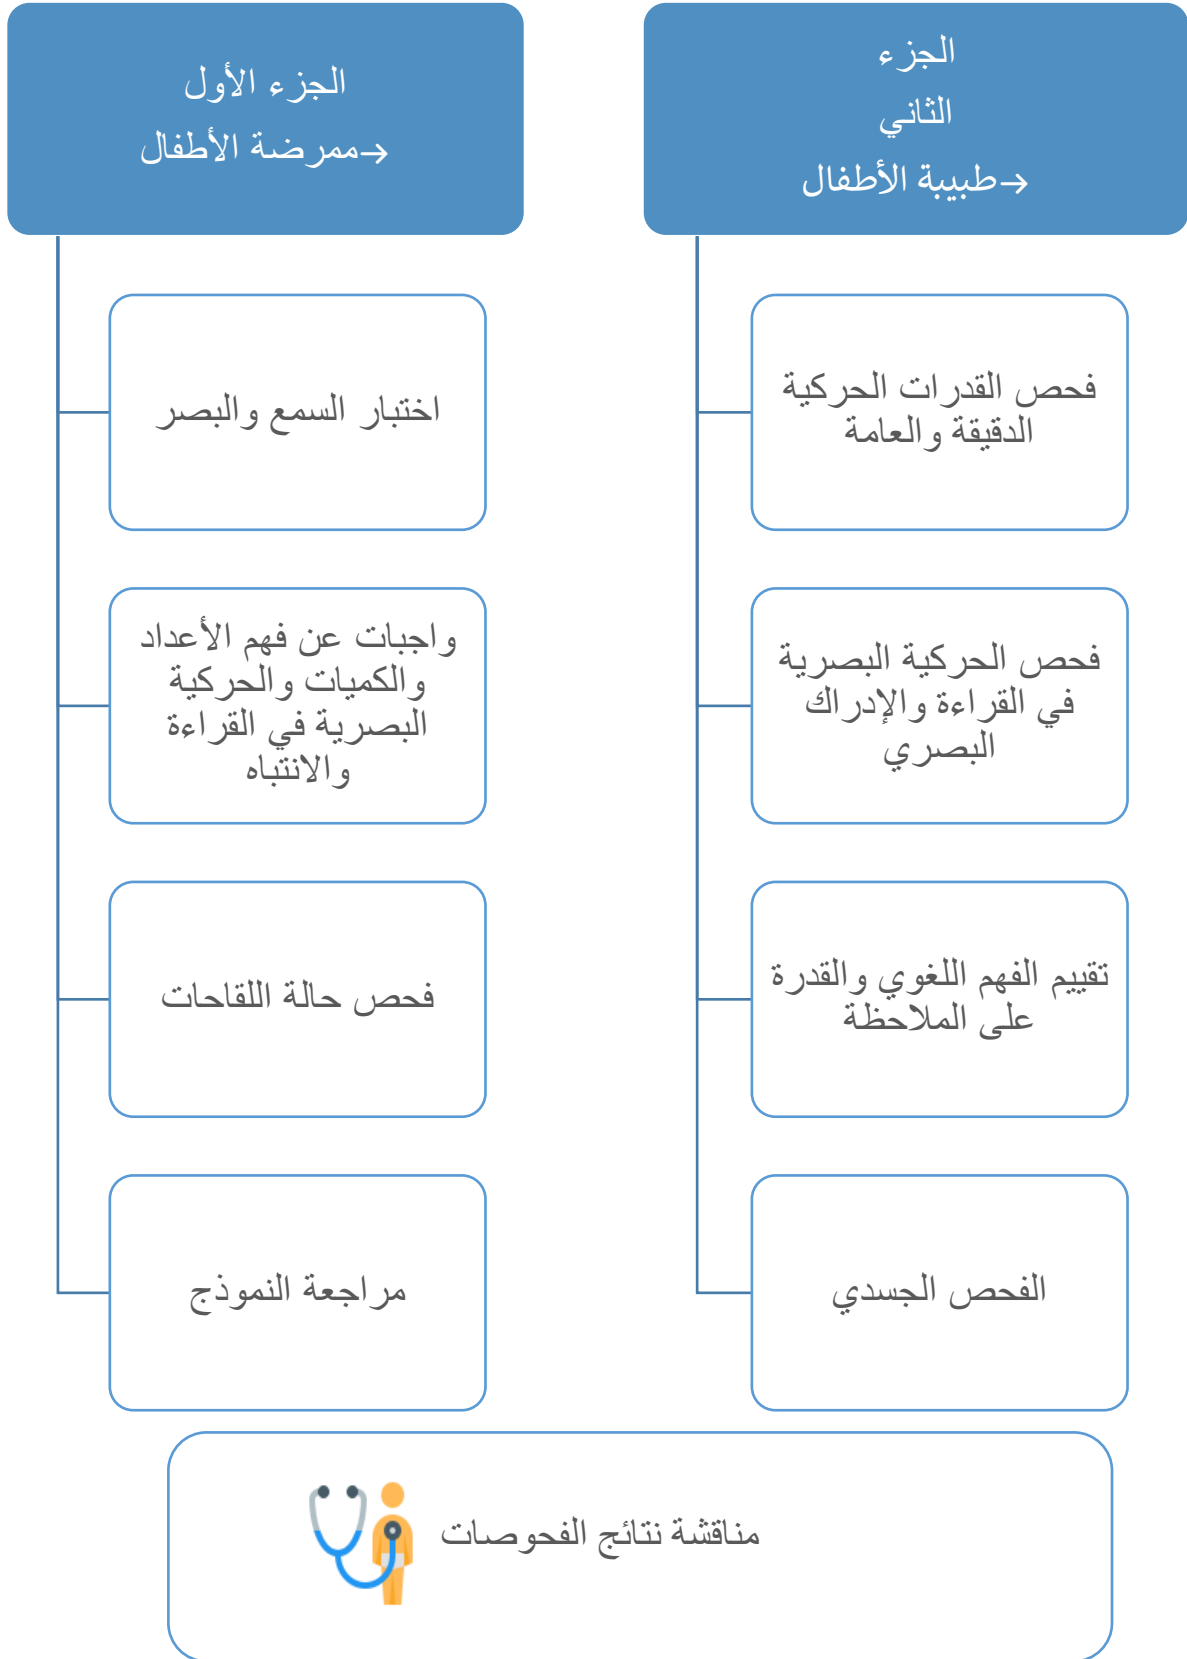 الجزء الأول
→ممرضة الأطفال
اختبار السمع والبصر
واجبات عن فهم الأعداد
والكميات والحركية
البصرية في القراءة
والانتباه
فحص حالة اللقاحات
مراجعة النموذج
الجزء
الثاني
→طبيبة الأطفال
فحص القدرات الحركية
الدقيقة والعامة
فحص الحركية البصرية
في القراءة والإدراك
البصري
تقييم الفهم اللغوي والقدرة
على الملاحظة
الفحص الجسدي
مناقشة نتائج الفحوصات